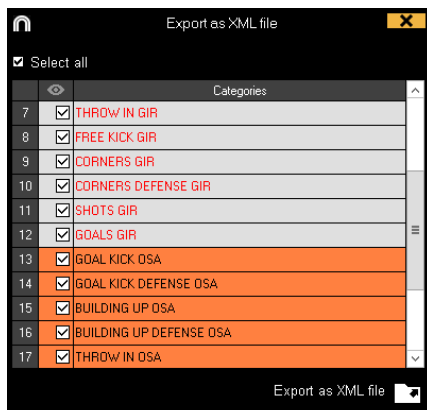 Export as XML file
Select all
Categories
7 THROW IN GIR
8 FREE KICK GIR
9 CORNERS GIR
10 CORNERS DEFENSE GIR
11 SHOTS GIR
12 GOALS GIR
13 GOAL KICK OSA
14 GOAL KICK DEFENSE OSA
15 BUILDING UP OSA
16 BUILDING UP DEFENSE OSA
17 THROW IN OSA
Export as XML file